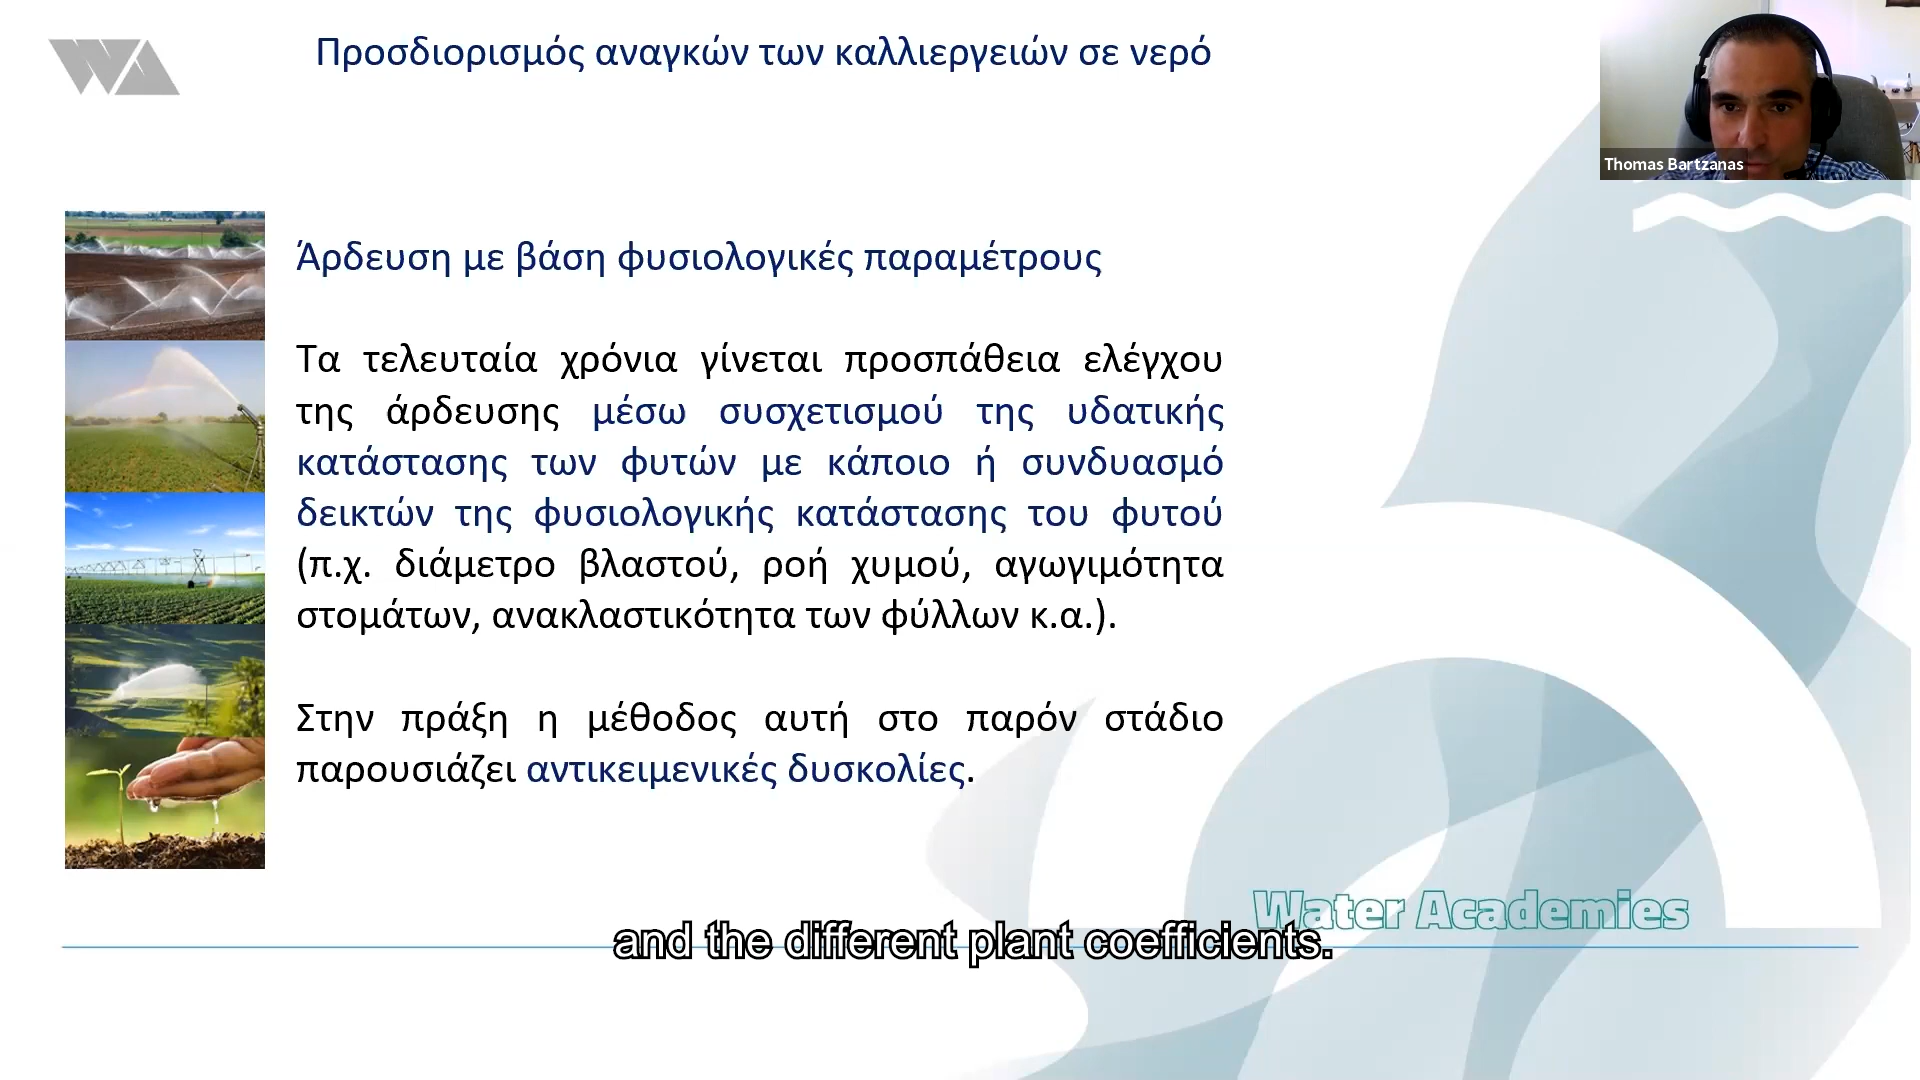 WA
Προσδιορισμός αναγκών των καλλιεργειών σε νερό
Thomas Bartzanas
Άρδευση με βάση φυσιολογικές παραμέτρους
Τα τελευταία χρόνια γίνεται προσπάθεια ελέγχου
της άρδευσης μέσω συσχετισμού της υδατικής
κατάστασης των φυτών με κάποιο ή συνδυασμό
δεικτών της φυσιολογικής κατάστασης του φυτού
(π.χ. διάμετρο βλαστού, ροή χυμού, αγωγιμότητα
στομάτων, ανακλαστικότητα των φύλλων κ.α.).
Στην πράξη η μέθοδος αυτή στο παρόν στάδιο
παρουσιάζει αντικειμενικές δυσκολίες.
Water Academies
and the different plant coefficients.